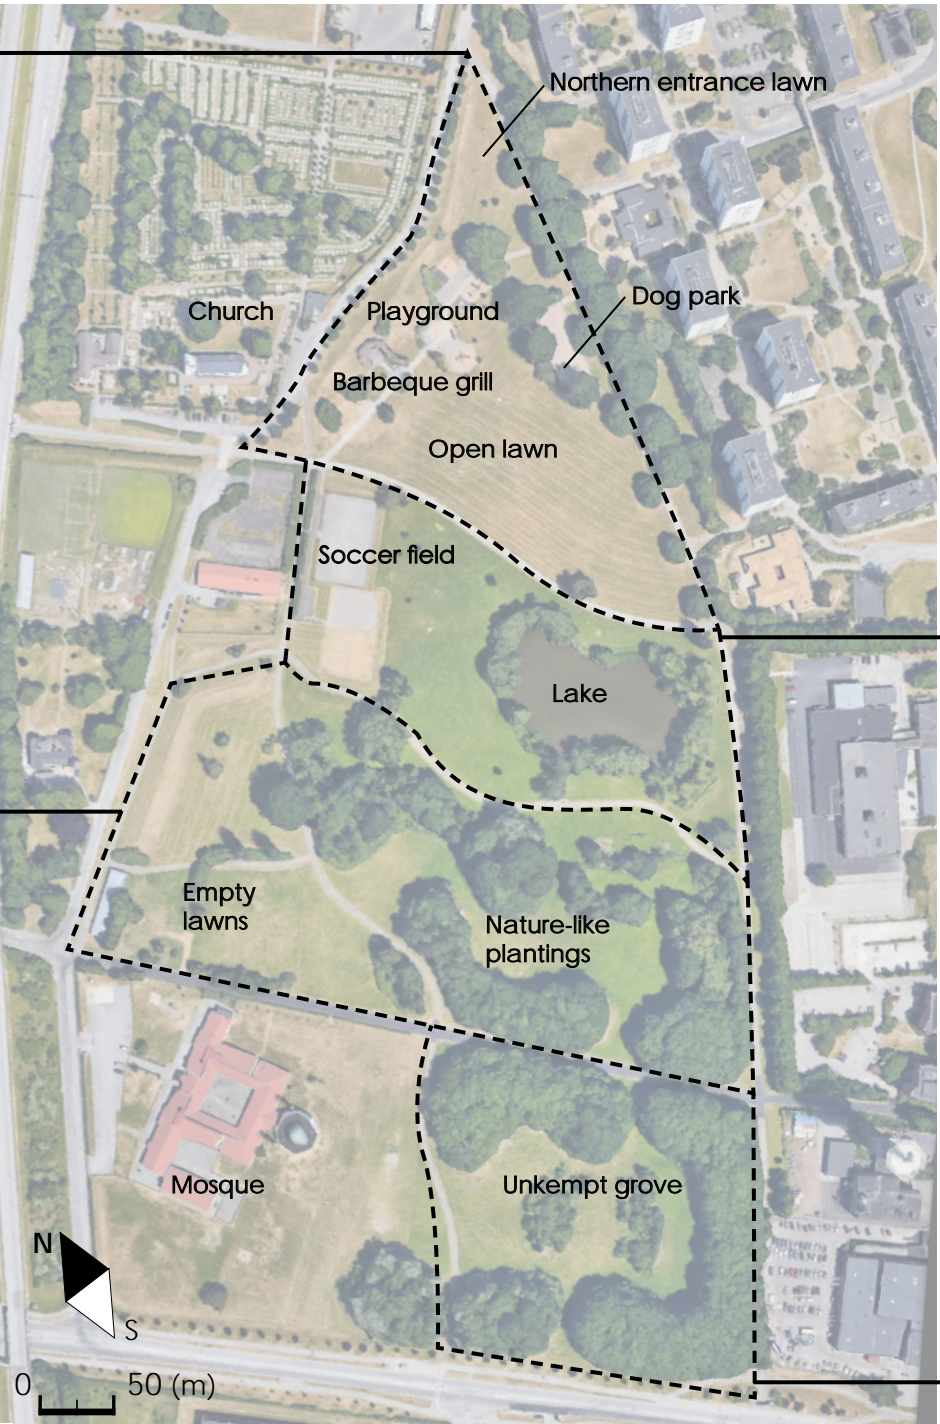 Northern entrance lawn
Dog park
Church
Playground
Barbeque grill
Open lawn
Soccer field
Lake
Empty
lawns
Nature-like
plantings
Mosque
Unkempt grove
N
S
0 50 (m)